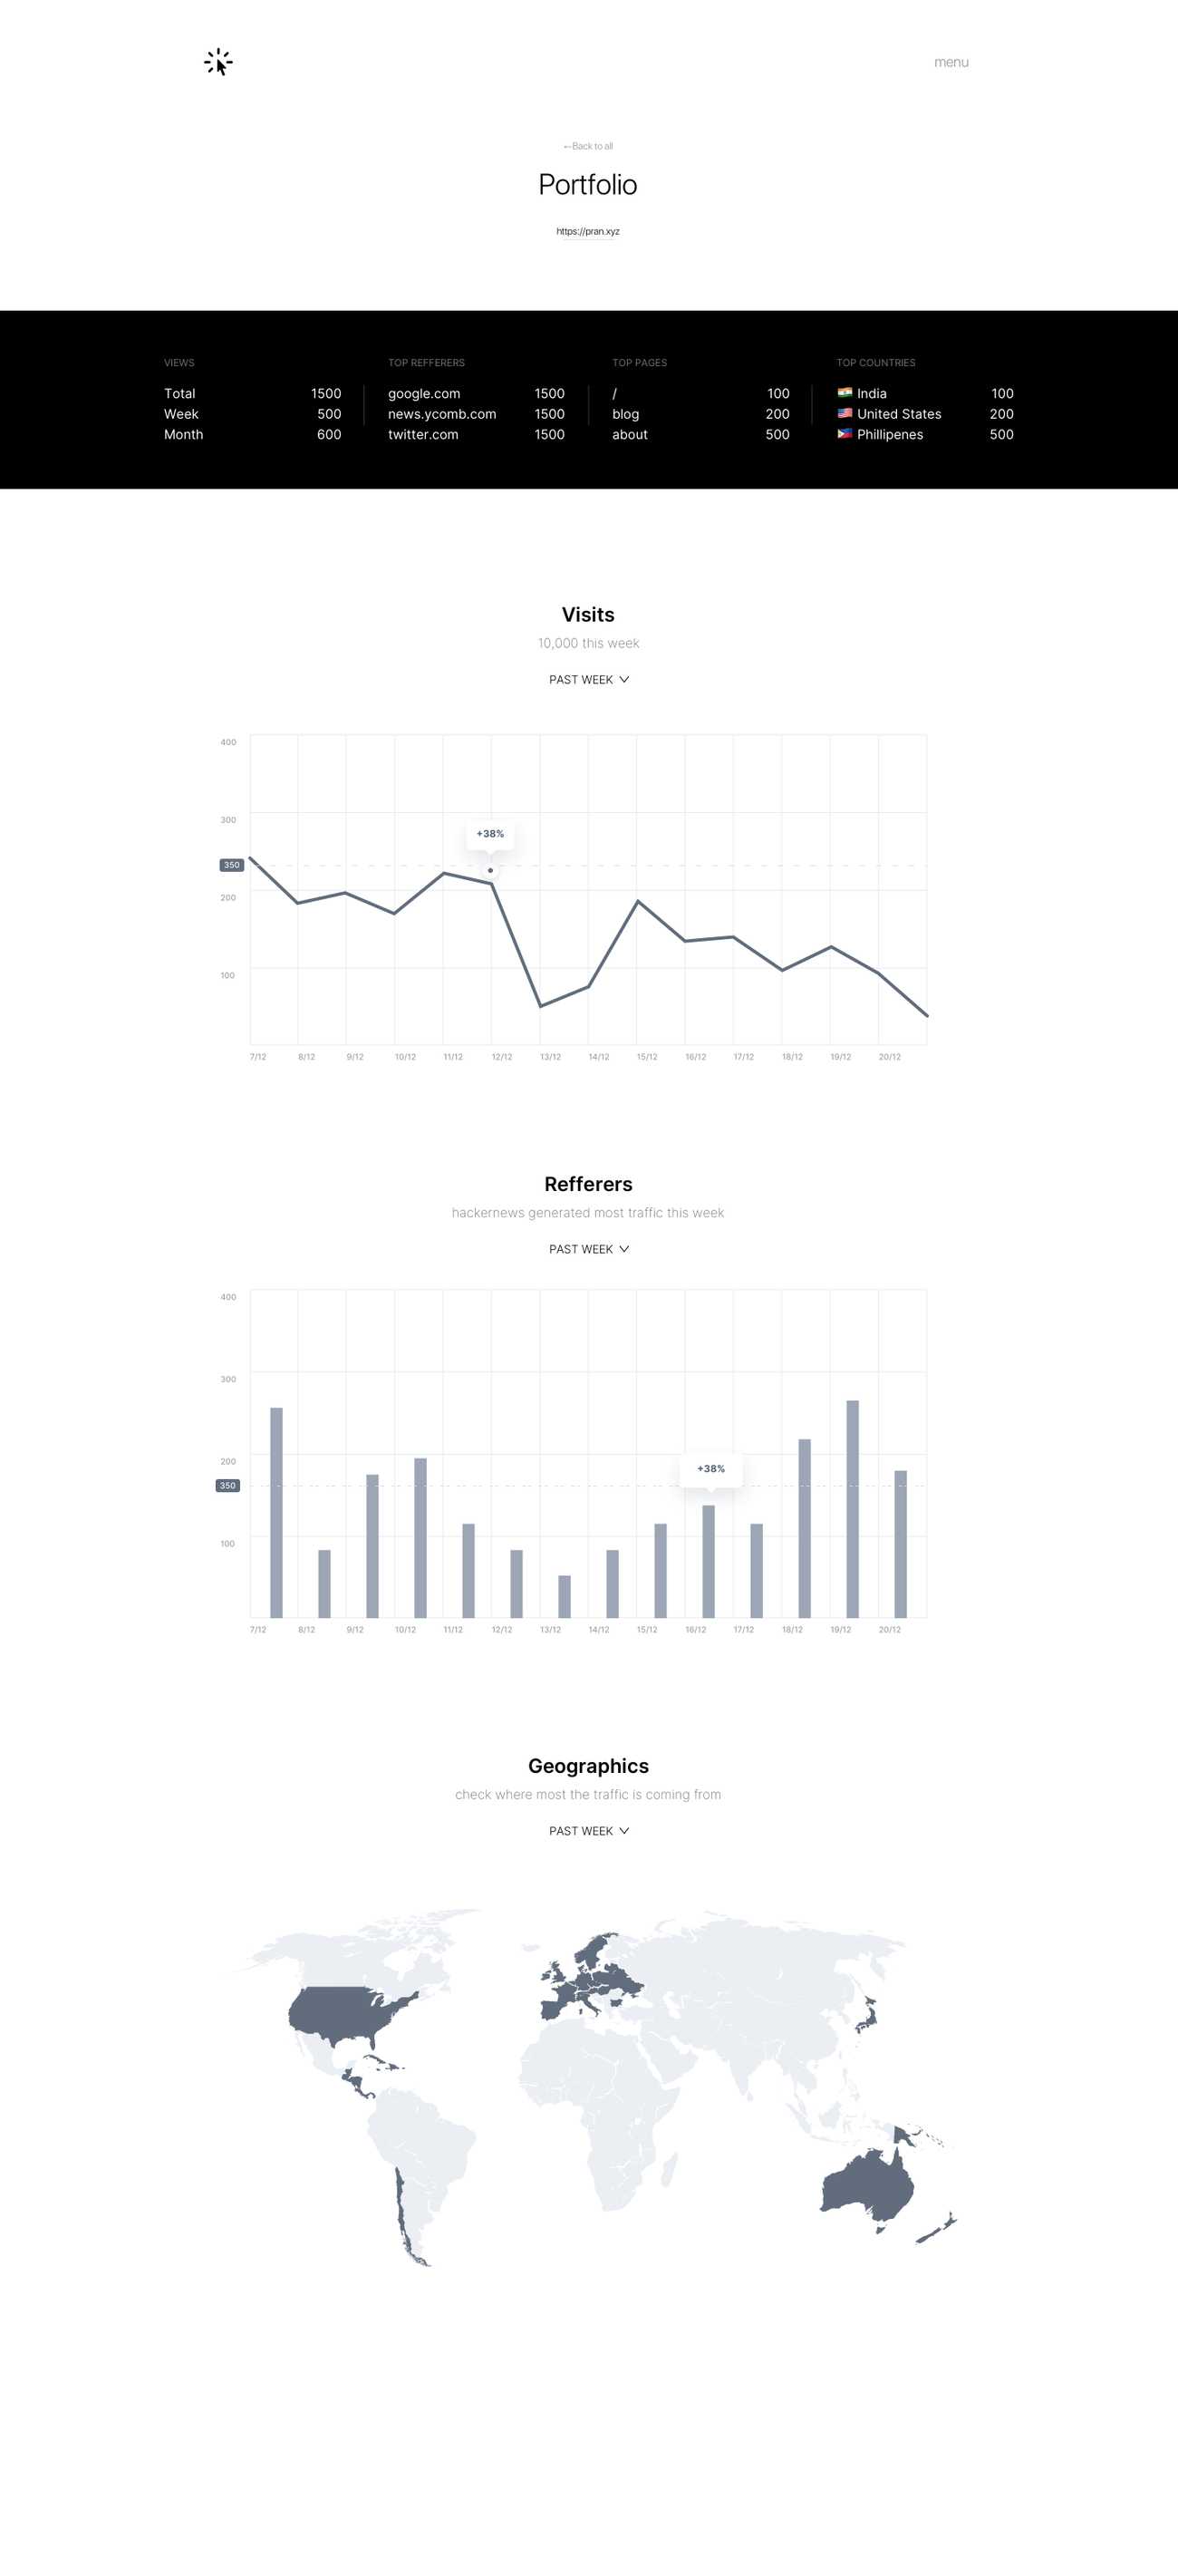 menu
←Back to all
Portfolio
https://pran.xyz
VIEWS
Total 1500
Week 500
Month 600
TOP REFFERERS
google.com 1500
news.ycomb.com 1500
twitter.com 1500
TOP PAGES
/ 100
blog 200
about 500
TOP COUNTRIES
India 100
United States 200
Phillipenes 500
Visits
10,000 this week
PAST WEEK
400
300
+38%
350
200
100
7/12 8/12 9/12 10/12 11/12 12/12 13/12 14/12 15/12 16/12 17/12 18/12 19/12 20/12
Refferers
hackernews generated most traffic this week
PAST WEEK
400
300
200
+38%
350
100
7/12 8/12 9/12 10/12 11/12 12/12 13/12 14/12 15/12 16/12 17/12 18/12 19/12 20/12
Geographics
check where most the traffic is coming from
PAST WEEK